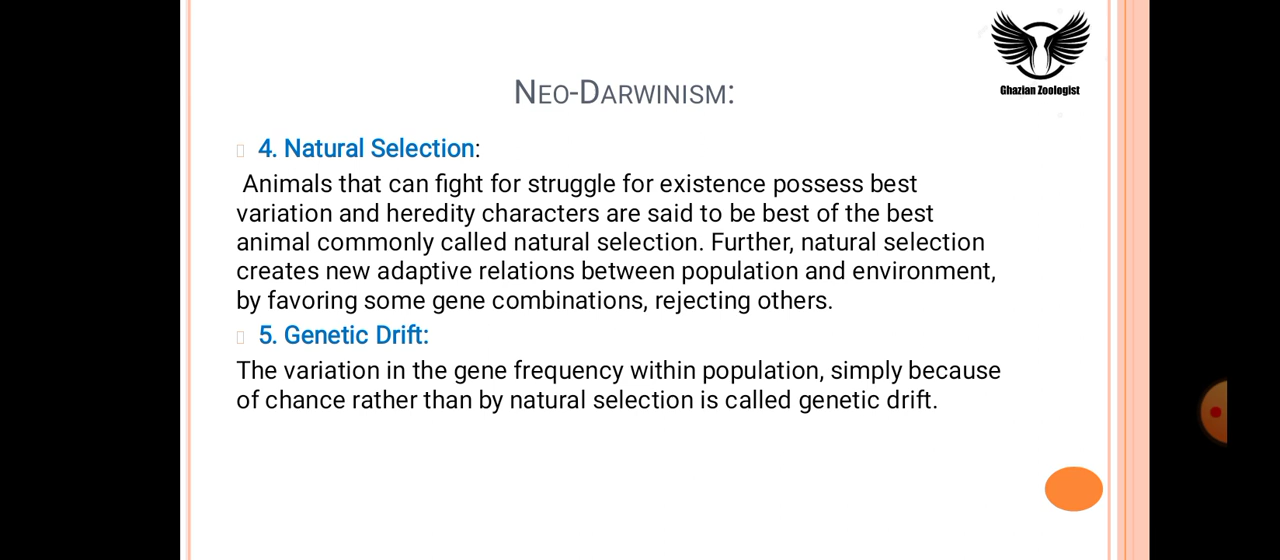 Ghazian Zoologist
NEO-DARWINISM:
4. Natural Selection:
Animals that can fight for struggle for existence possess best
variation and heredity characters are said to be best of the best
animal commonly called natural selection. Further, natural selection
creates new adaptive relations between population and environment,
by favoring some gene combinations, rejecting others.
5. Genetic Drift:
The variation in the gene frequency within population, simply because
of chance rather than by natural selection is called genetic drift.